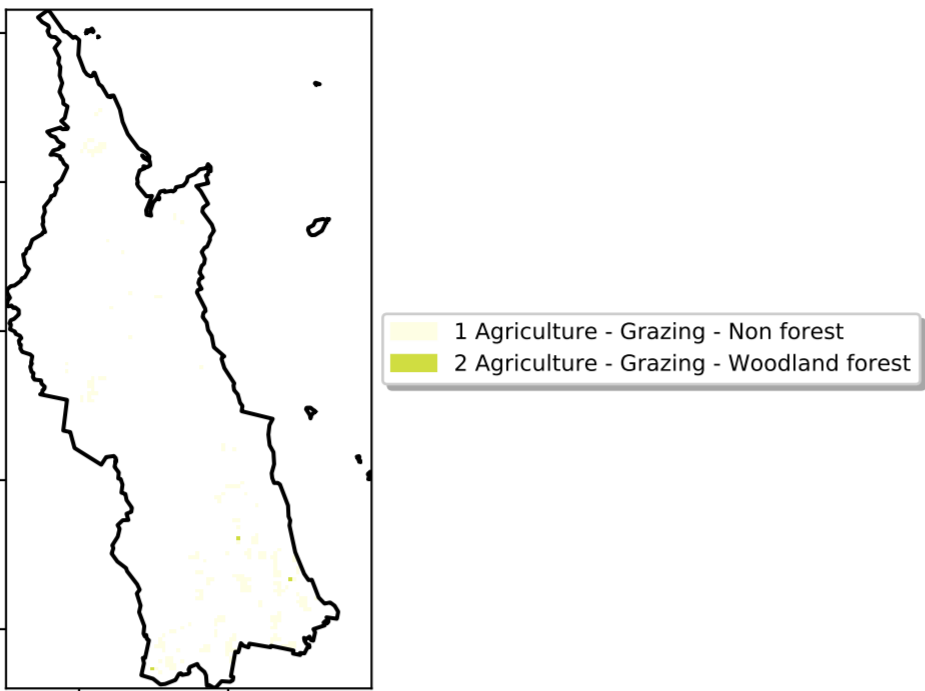 1 Agriculture - Grazing - Non forest
2 Agriculture - Grazing - Woodland forest